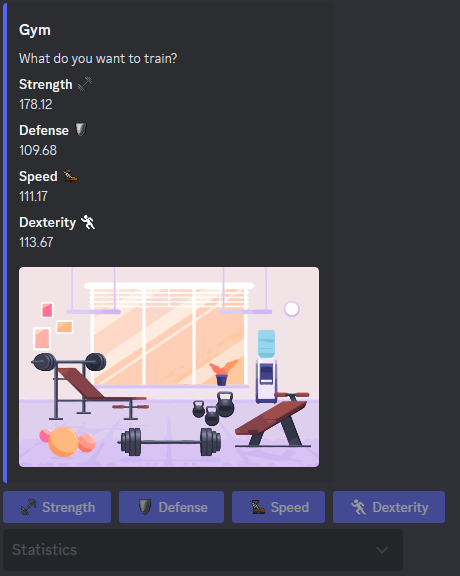 Gym
What do you want to train?
Strength
178.12
Defense
109.68
Speed
111.17
Dexterity
113.67
Strength Defense Speed Dexterity
Statistics